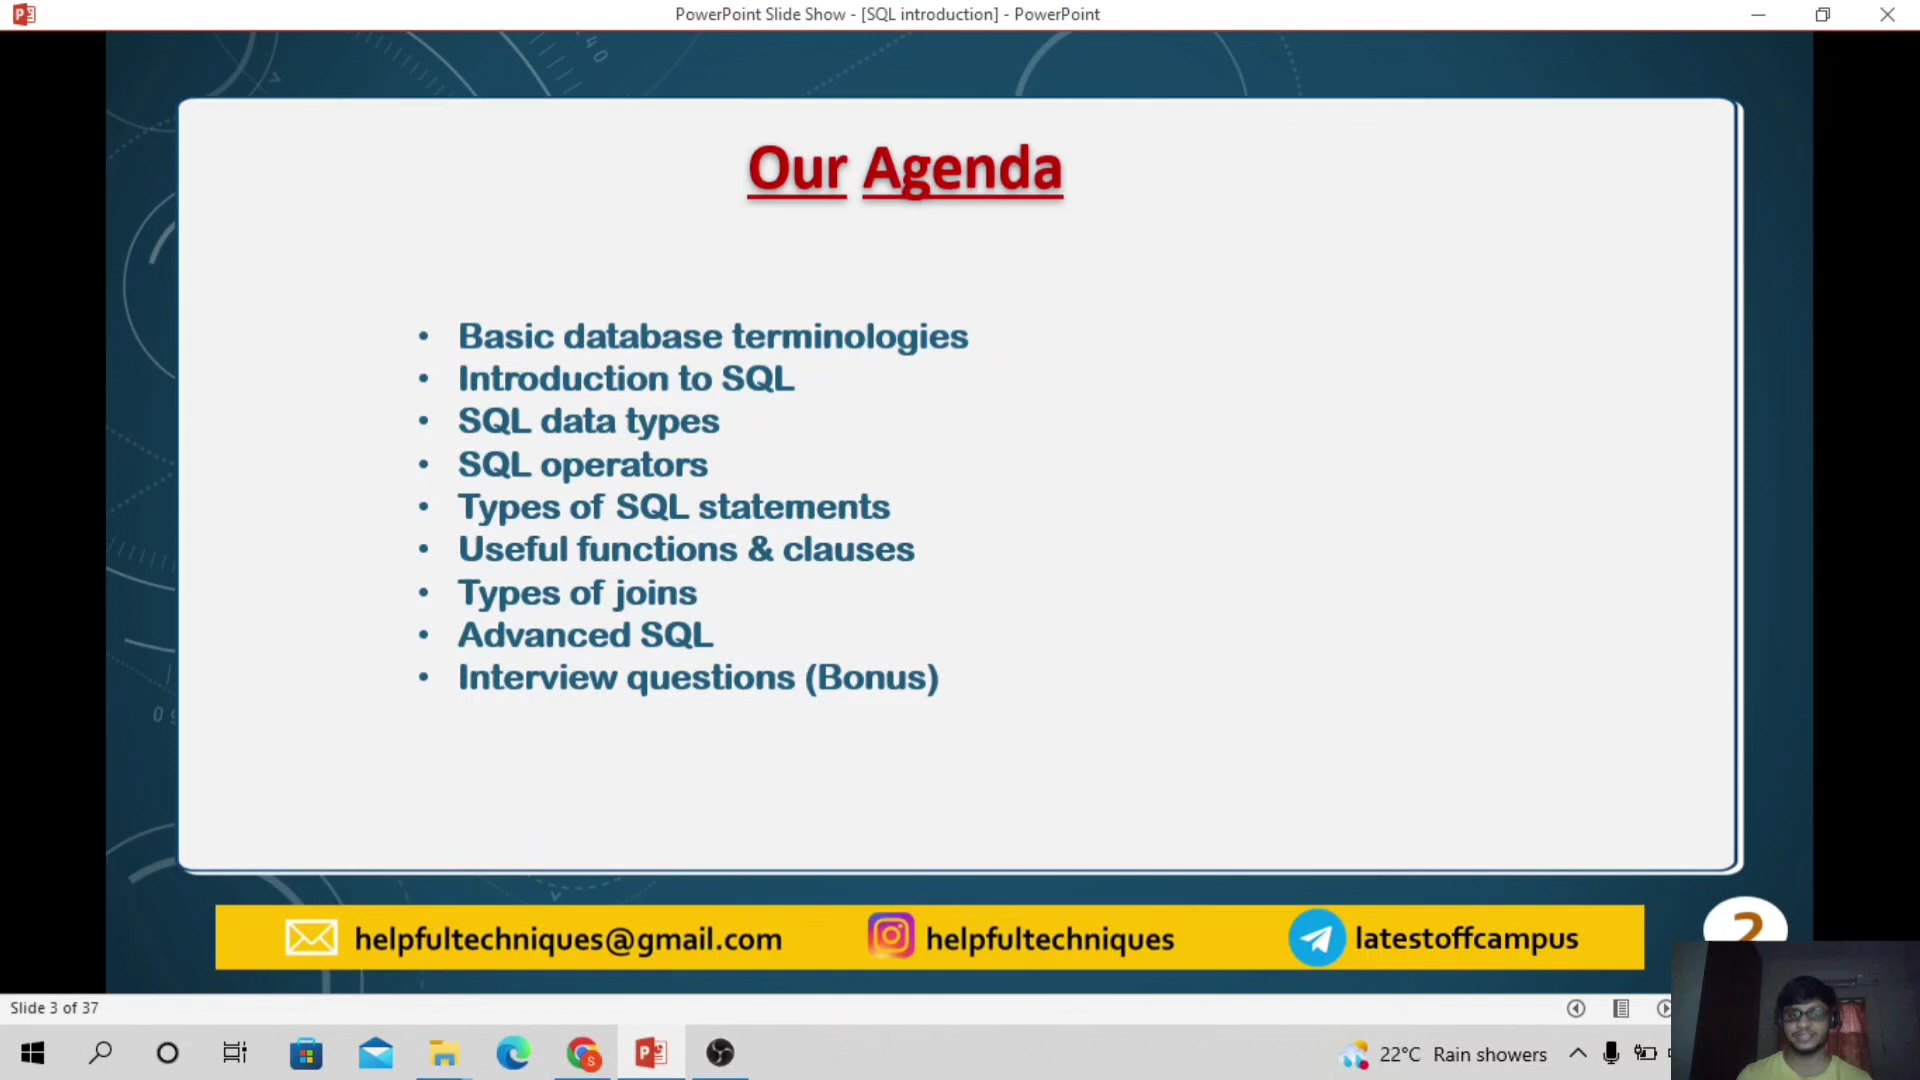 PowerPoint Slide Show - [SQL introduction] - PowerPoint
40
Our Agenda
• Basic database terminologies
• Introduction to SQL
• SQL data types
• SQL operators
• Types of SQL statements
• Useful functions & clauses
• Types of joins
• Advanced SQL
• Interview questions (Bonus)
helpfultechniques@gmail.com helpfultechniques latestoffcampus
Slide 3 of 37
22°C Rain showers